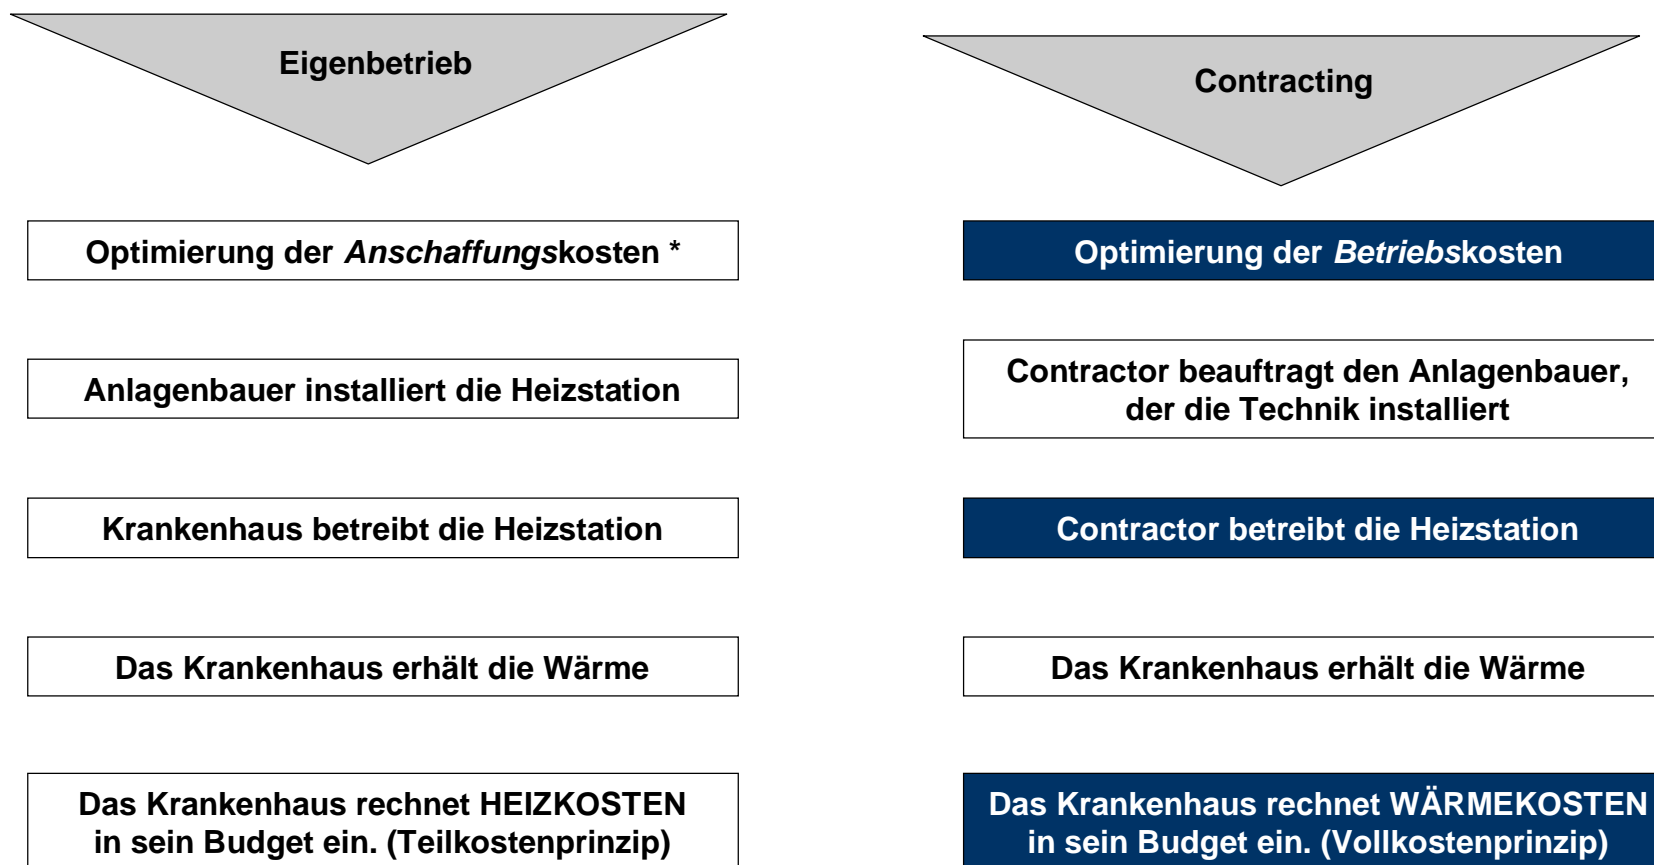 Eigenbetrieb
Optimierung der Anschaffungskosten *
Anlagenbauer installiert die Heizstation
Krankenhaus betreibt die Heizstation
Das Krankenhaus erhält die Wärme
Das Krankenhaus rechnet HEIZKOSTEN
in sein Budget ein. (Teilkostenprinzip)
Contracting
Optimierung der Betriebskosten
Contractor beauftragt den Anlagenbauer,
der die Technik installiert
Contractor betreibt die Heizstation
Das Krankenhaus erhält die Wärme
Das Krankenhaus rechnet WÄRMEKOSTEN
in sein Budget ein. (Vollkostenprinzip)